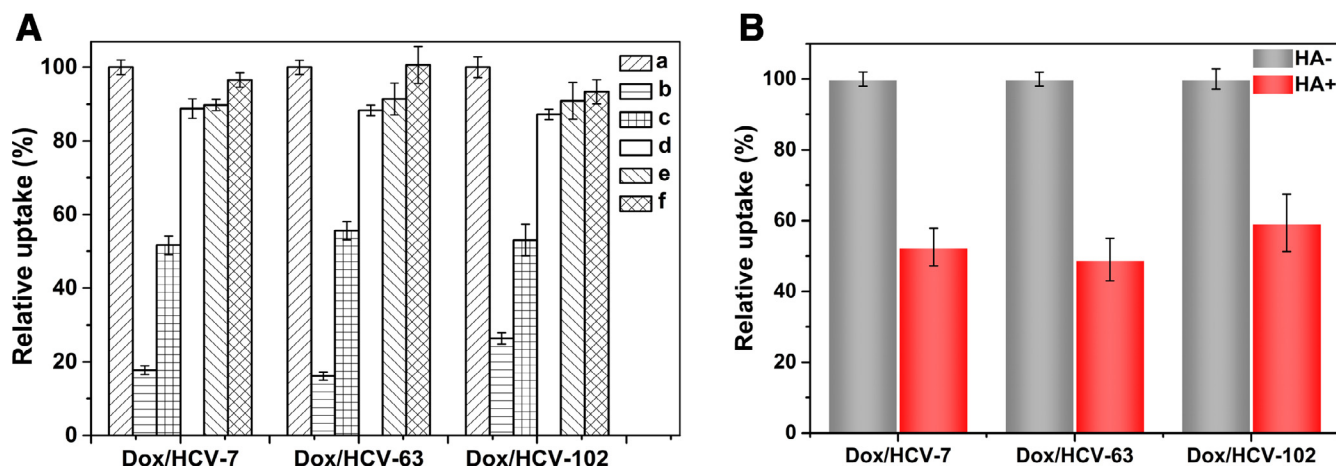 A
Relative uptake (%)
100
80
60
40
20
0
a
b
c
d
e
f
Dox/HCV-7 Dox/HCV-63 Dox/HCV-102
B
Relative uptake (%)
100
80
60
40
20
0
HA-
HA+
Dox/HCV-7 Dox/HCV-63 Dox/HCV-102